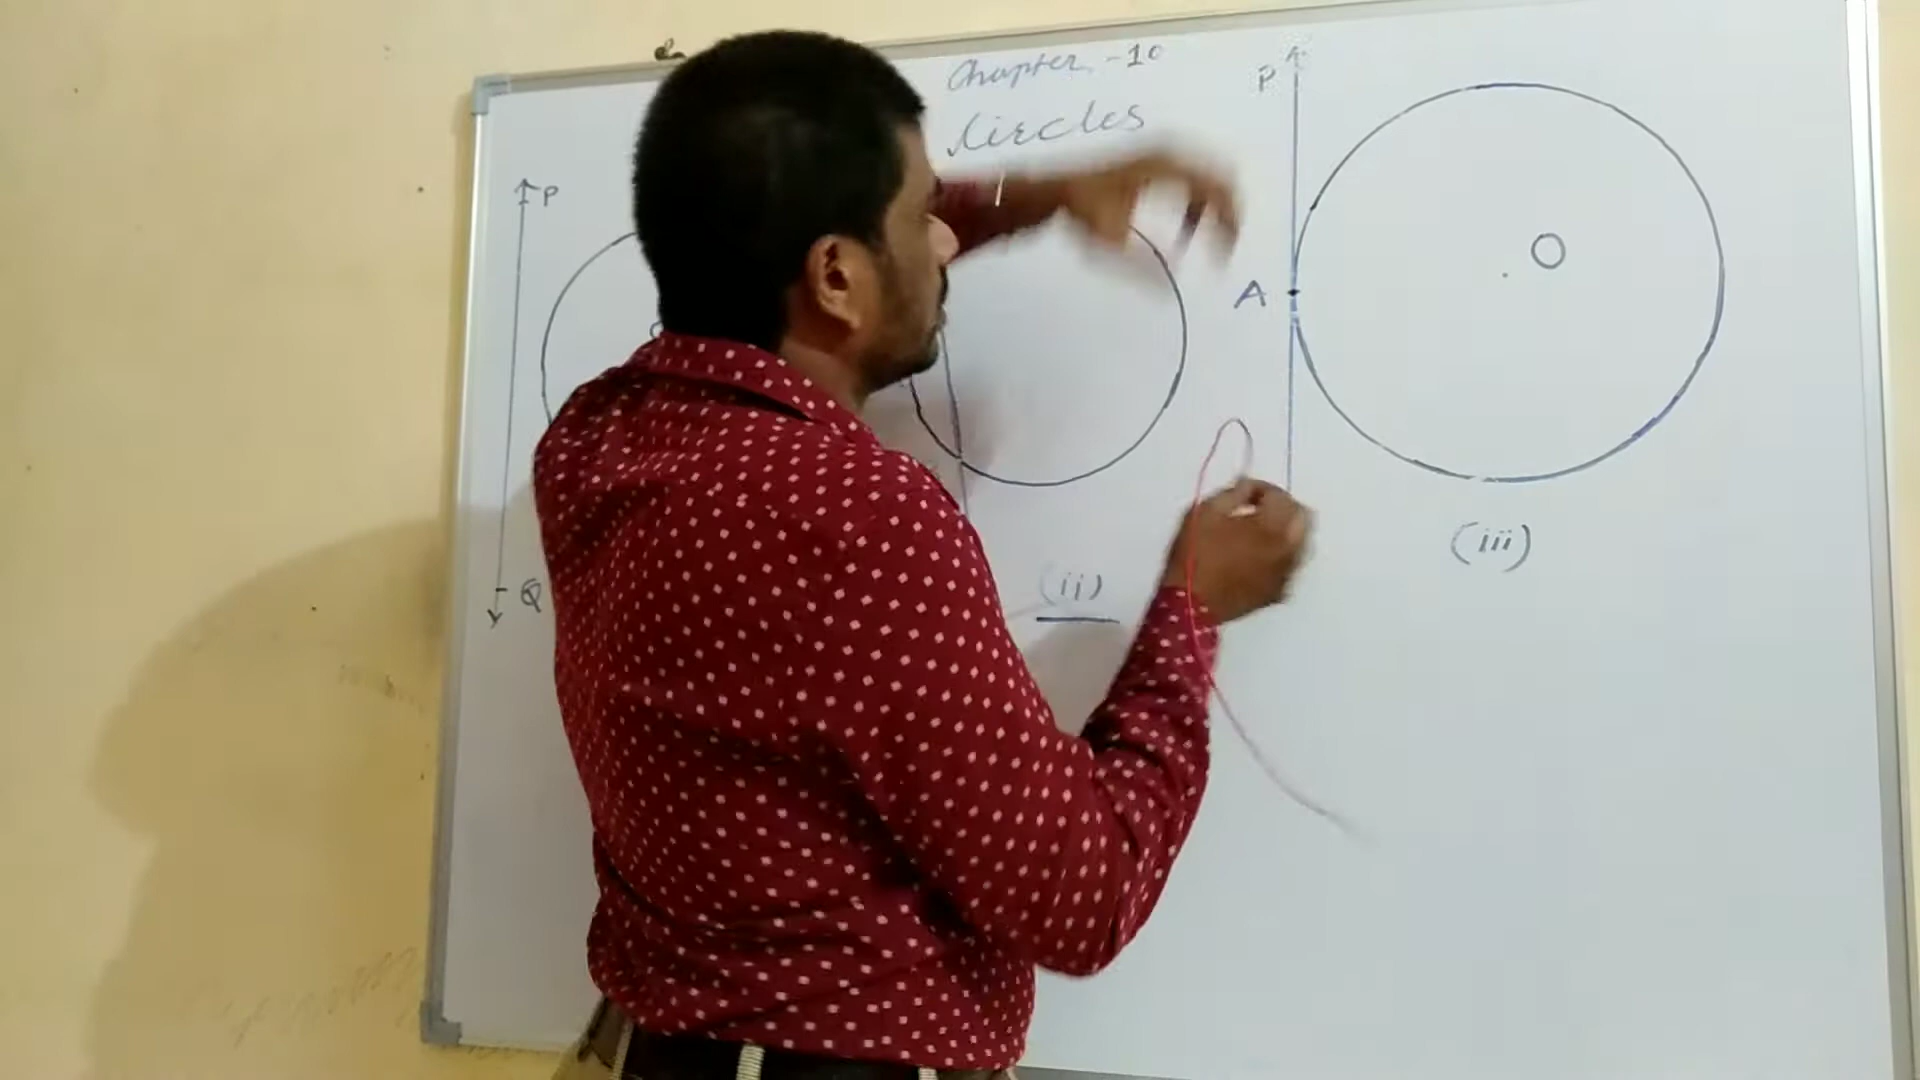 Chapter - 10
Circles
P
Q
(ii)
P
A
O
(iii)